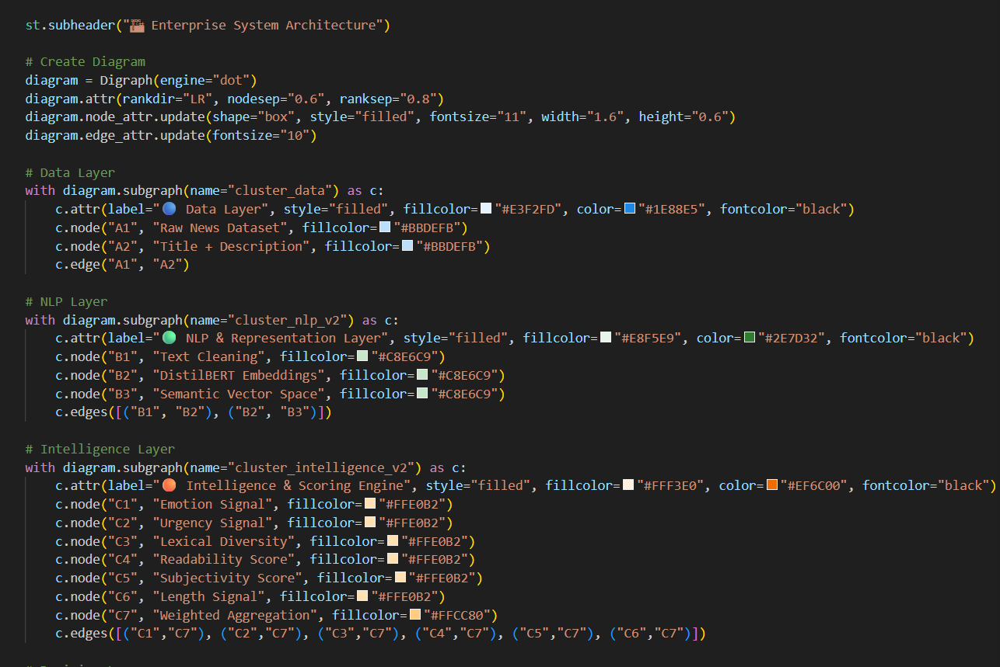 st.subheader("🏗️ Enterprise System Architecture")
# Create Diagram
diagram = Digraph(engine="dot")
diagram.attr(rankdir="LR", nodesep="0.6", ranksep="0.8")
diagram.node_attr.update(shape="box", style="filled", fontsize="11", width="1.6", height="0.6")
diagram.edge_attr.update(fontsize="10")
# Data Layer
with diagram.subgraph(name="cluster_data") as c:
    c.attr(label="🔵 Data Layer", style="filled", fillcolor="#E3F2FD", color="#1E88E5", fontcolor="black")
    c.node("A1", "Raw News Dataset", fillcolor="#BBDEFB")
    c.node("A2", "Title + Description", fillcolor="#BBDEFB")
    c.edge("A1", "A2")
# NLP Layer
with diagram.subgraph(name="cluster_nlp_v2") as c:
    c.attr(label="🟢 NLP & Representation Layer", style="filled", fillcolor="#E8F5E9", color="#2E7D32", fontcolor="black")
    c.node("B1", "Text Cleaning", fillcolor="#C8E6C9")
    c.node("B2", "DistilBERT Embeddings", fillcolor="#C8E6C9")
    c.node("B3", "Semantic Vector Space", fillcolor="#C8E6C9")
    c.edges([("B1", "B2"), ("B2", "B3")])
# Intelligence Layer
with diagram.subgraph(name="cluster_intelligence_v2") as c:
    c.attr(label="🔴 Intelligence & Scoring Engine", style="filled", fillcolor="#FFF3E0", color="#EF6C00", fontcolor="black")
    c.node("C1", "Emotion Signal", fillcolor="#FFE0B2")
    c.node("C2", "Urgency Signal", fillcolor="#FFE0B2")
    c.node("C3", "Lexical Diversity", fillcolor="#FFE0B2")
    c.node("C4", "Readability Score", fillcolor="#FFE0B2")
    c.node("C5", "Subjectivity Score", fillcolor="#FFE0B2")
    c.node("C6", "Length Signal", fillcolor="#FFE0B2")
    c.node("C7", "Weighted Aggregation", fillcolor="#FFCC80")
    c.edges([("C1","C7"), ("C2","C7"), ("C3","C7"), ("C4","C7"), ("C5","C7"), ("C6","C7")])